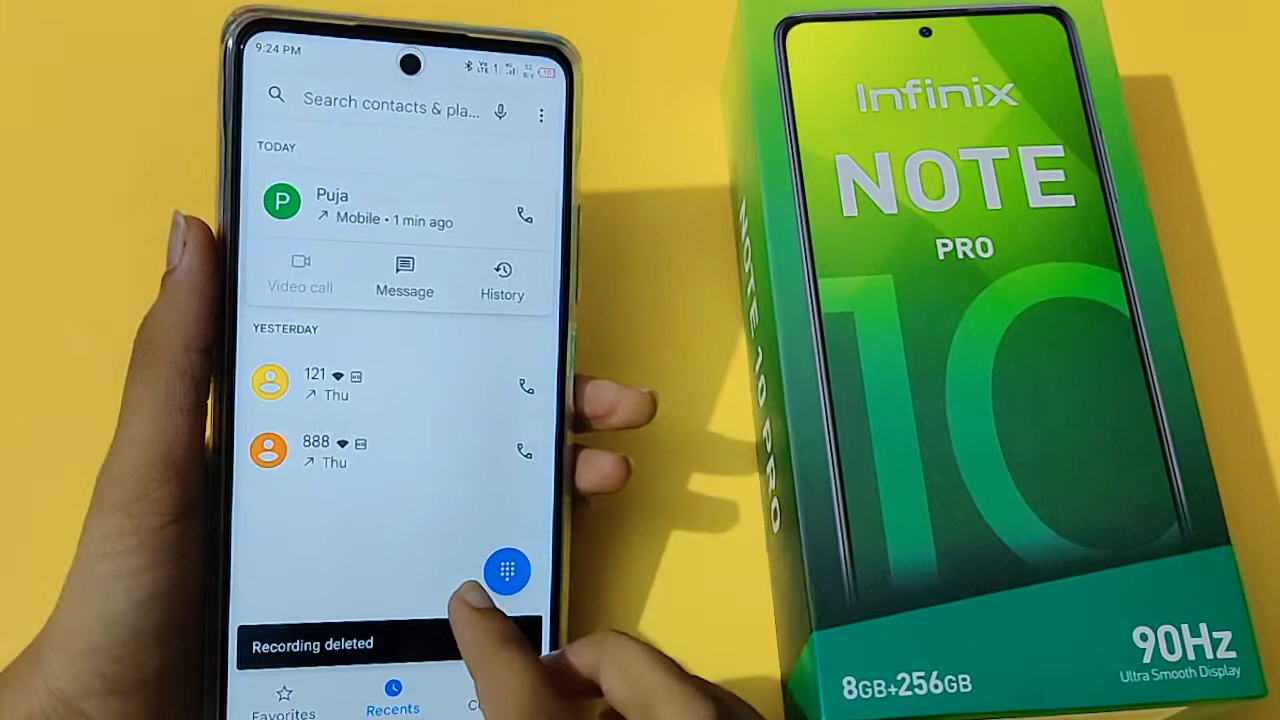 9:24 PM
Search contacts & pla...
TODAY
P
Puja
Mobile • 1 min ago
Video call
Message
History
YESTERDAY
121
Thu
888
Thu
Recording deleted
Favorites
Recents
Infinix
NOTE
PRO
10
NOTE 10 PRO
8GB+256GB
90Hz
Ultra Smooth Display